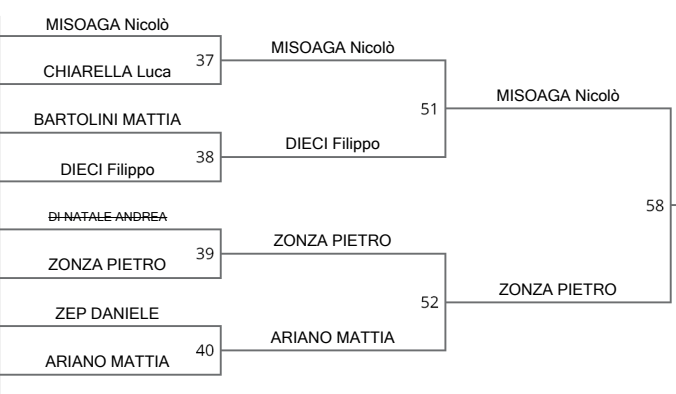 MISOAGA Nicolò
37
CHIARELLA Luca
BARTOLINI MATTIA
38
DIECI Filippo
DI NATALE ANDREA
39
ZONZA PIETRO
ZEP DANIELE
40
ARIANO MATTIA
MISOAGA Nicolò
51
DIECI Filippo
ZONZA PIETRO
52
ARIANO MATTIA
MISOAGA Nicolò
58
ZONZA PIETRO